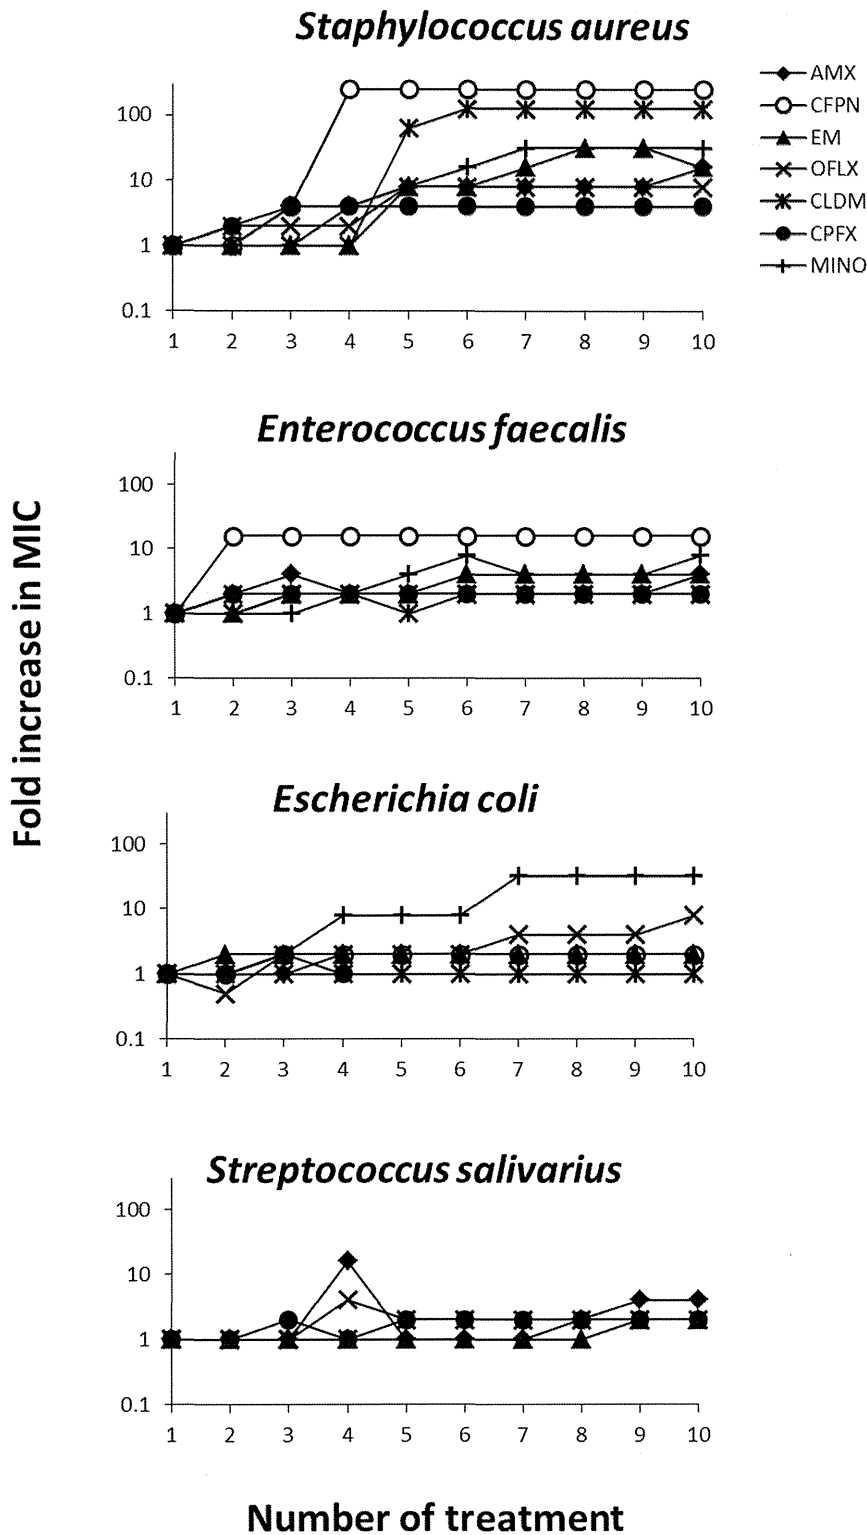 Staphylococcus aureus
AMX
CFPN
EM
OFLX
CLDM
CPFX
MINO
100
10
1
0.1
1 2 3 4 5 6 7 8 9 10
Enterococcus faecalis
100
10
1
0.1
1 2 3 4 5 6 7 8 9 10
Fold increase in MIC
Escherichia coli
100
10
1
0.1
1 2 3 4 5 6 7 8 9 10
Streptococcus salivarius
100
10
1
0.1
1 2 3 4 5 6 7 8 9 10
Number of treatment